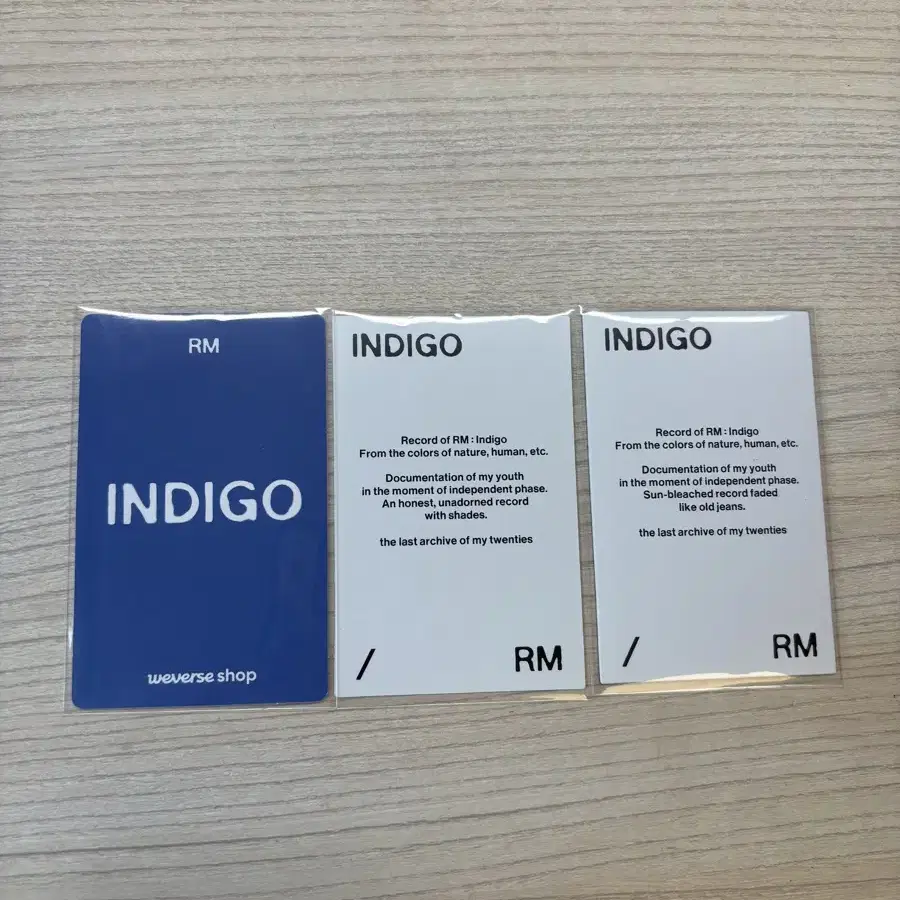 RM
INDIGO
weverse shop
INDIGO
Record of RM : Indigo
From the colors of nature, human, etc.
Documentation of my youth
in the moment of independent phase.
An honest, unadorned record
with shades.
the last archive of my twenties
/ RM
INDIGO
Record of RM : Indigo
From the colors of nature, human, etc.
Documentation of my youth
in the moment of independent phase.
Sun-bleached record faded
like old jeans.
the last archive of my twenties
/ RM